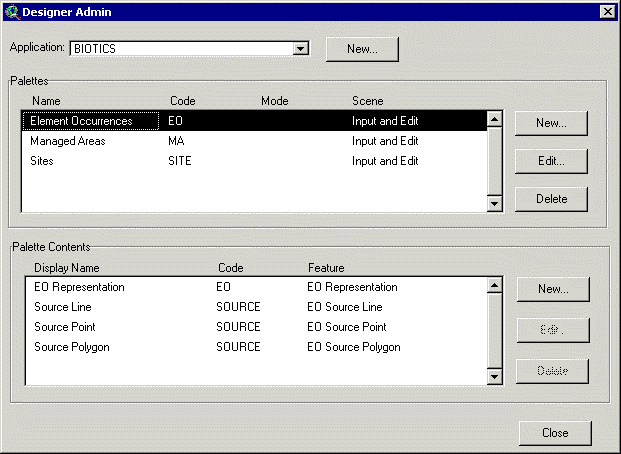 Designer Admin
Application: BIOTICS New...
Palettes
Name Code Mode Scene
Element Occurrences EO Input and Edit New...
Managed Areas MA Input and Edit
Sites SITE Input and Edit Edit...
Delete
Palette Contents
Display Name Code Feature
EO Representation EO EO Representation New...
Source Line SOURCE EO Source Line
Source Point SOURCE EO Source Point Edit..
Source Polygon SOURCE EO Source Polygon
Delete
Close